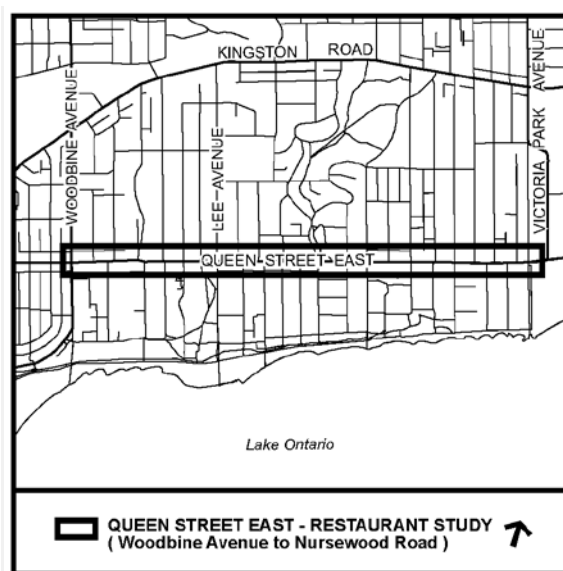 KINGSTON ROAD
WOODBINE AVENUE
LEE AVENUE
VICTORIA PARK AVENUE
QUEEN STREET EAST
Lake Ontario
QUEEN STREET EAST - RESTAURANT STUDY
( Woodbine Avenue to Nursewood Road )